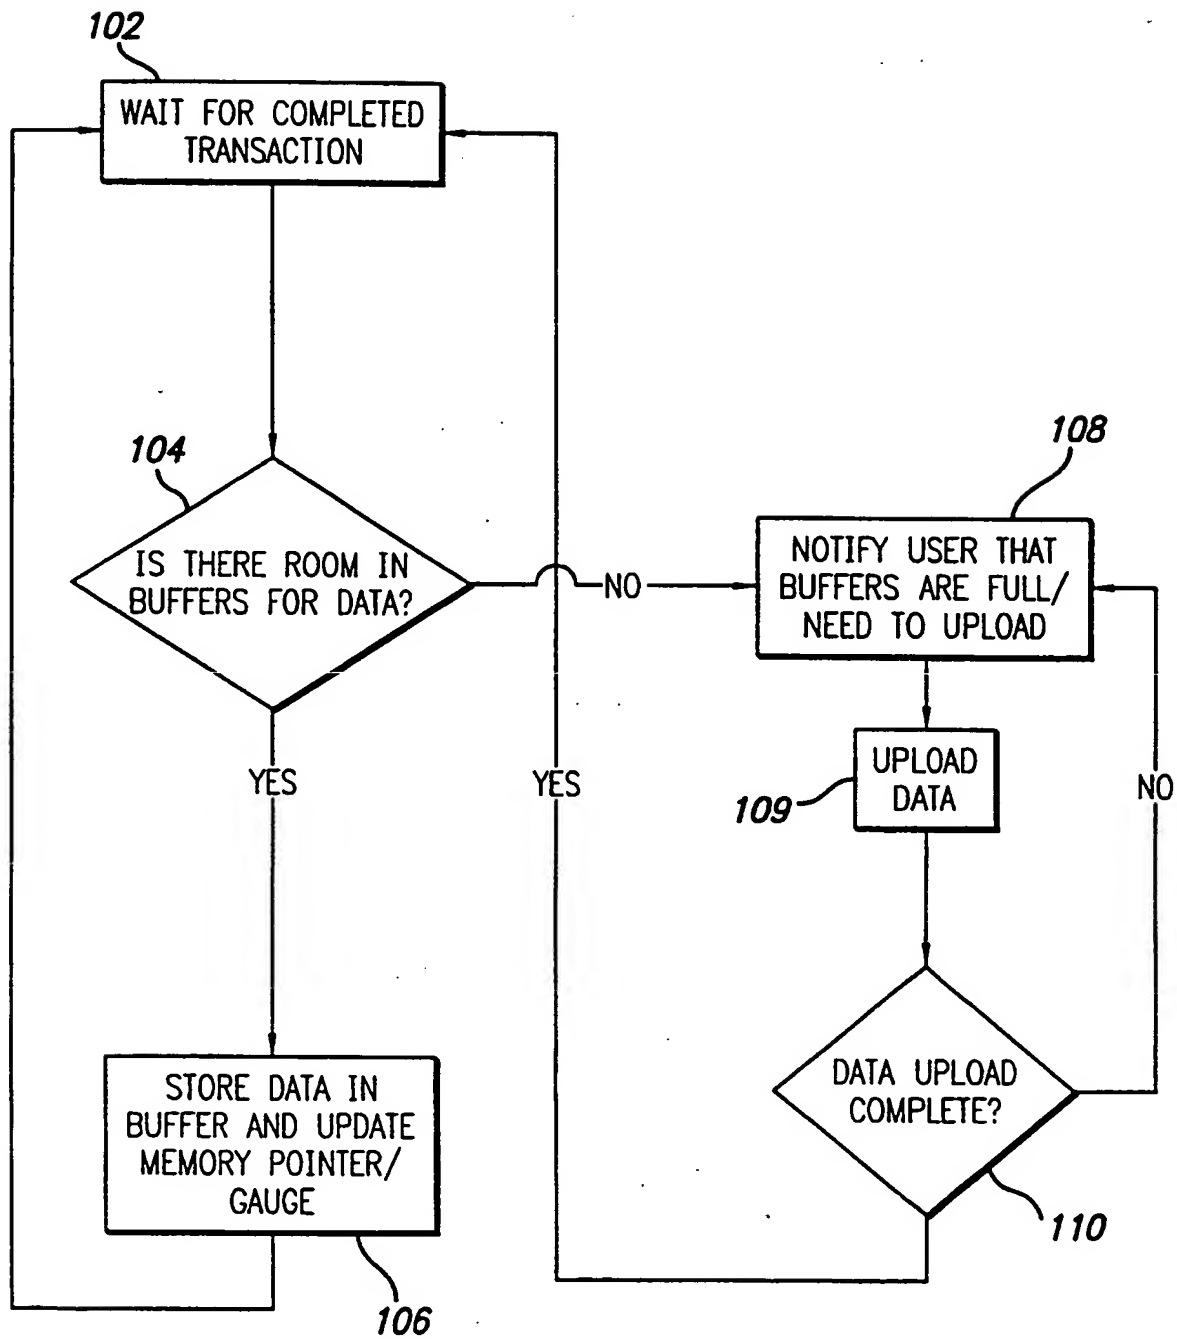 102
WAIT FOR COMPLETED
TRANSACTION
104
IS THERE ROOM IN
BUFFERS FOR DATA?
NO
108
NOTIFY USER THAT
BUFFERS ARE FULL/
NEED TO UPLOAD
YES
YES
109
UPLOAD
DATA
NO
STORE DATA IN
BUFFER AND UPDATE
MEMORY POINTER/
GAUGE
106
DATA UPLOAD
COMPLETE?
110